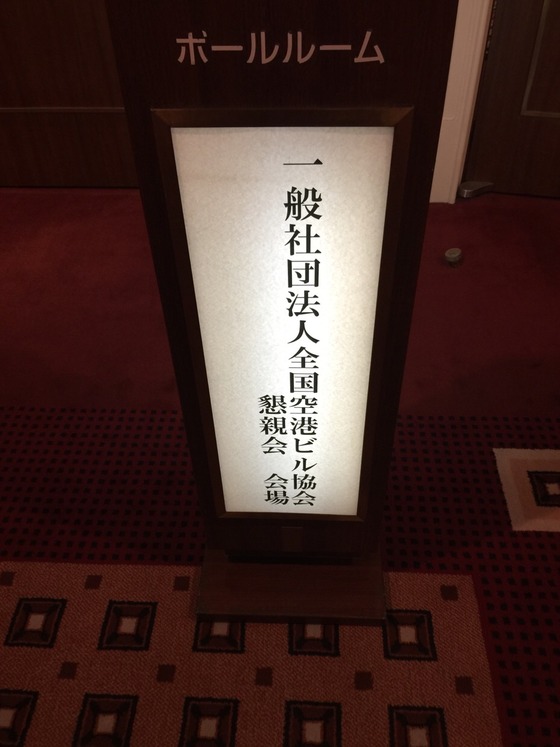 ボールルーム
一般社団法人全国空港ビル協会
懇親会 会場